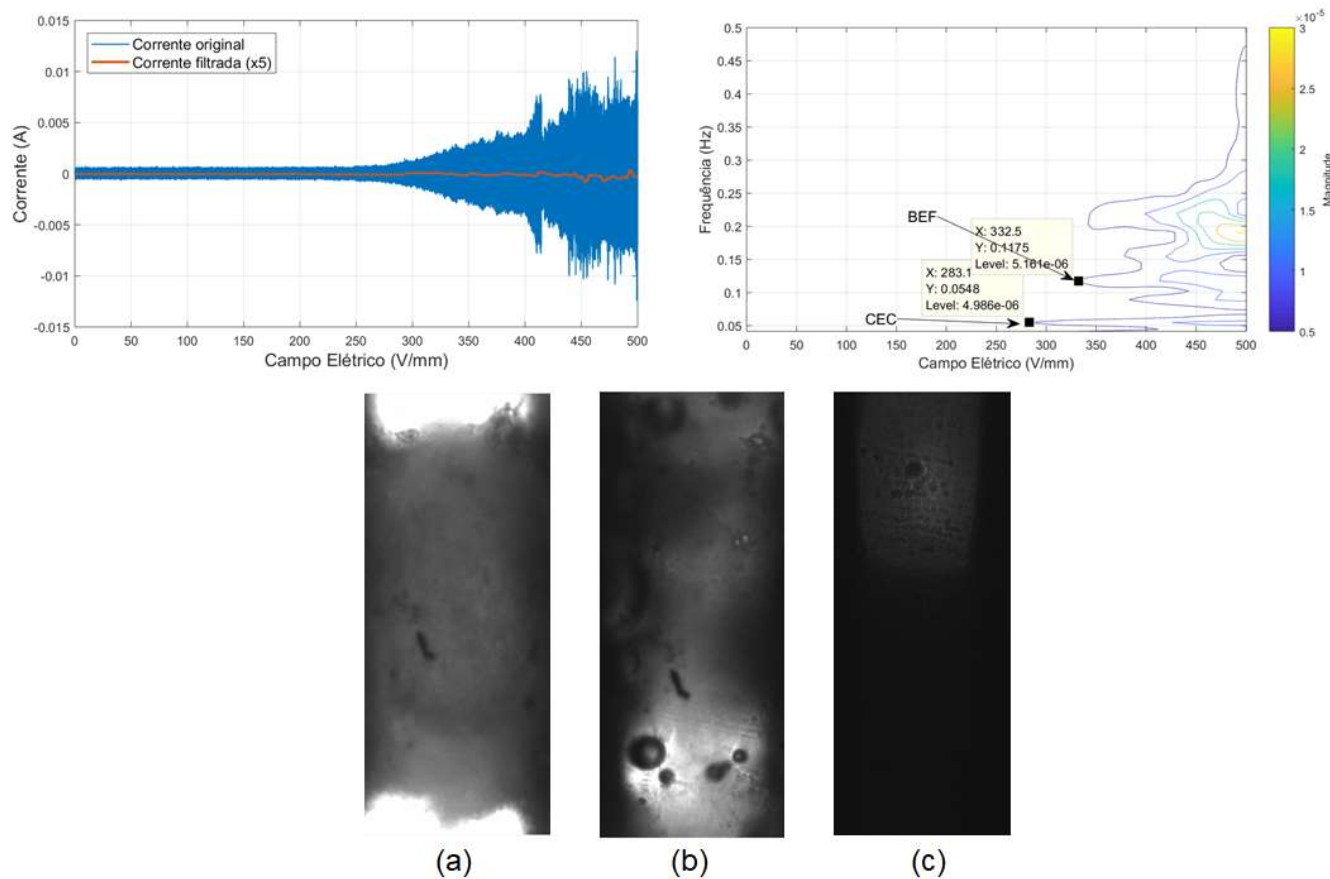 0.015
0.01
0.005
0
-0.005
-0.01
-0.015
Corrente (A)
Corrente original
Corrente filtrada (x5)
0 50 100 150 200 250 300 350 400 450 500
Campo Elétrico (V/mm)
0.5
0.45
0.4
0.35
0.3
0.25
0.2
0.15
0.1
0.05
Frequência (Hz)
BEF
X: 332.5
Y: 0.1175
Level: 5.161e-06
X: 283.1
Y: 0.0548
Level: 4.986e-06
CEC
0 50 100 150 200 250 300 350 400 450 500
Campo Elétrico (V/mm)
×10⁻⁵
3
2.5
2
1.5
1
0.5
Magnitude
(a) (b) (c)